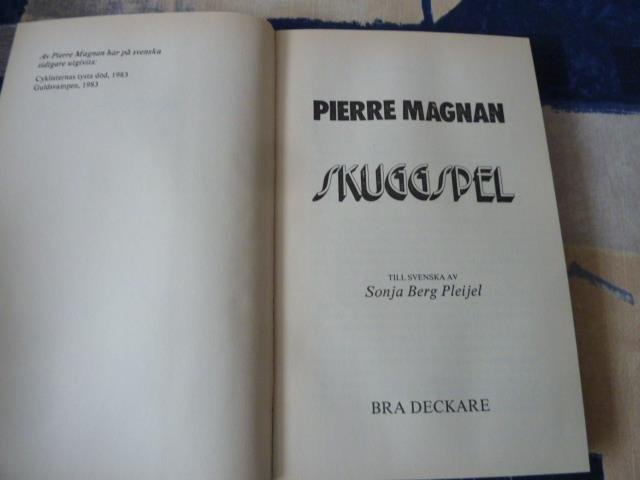 Av Pierre Magnan har på svenska
tidigare utgivits:
Cyklisternas tysta död, 1983
Guldsvampen, 1983
PIERRE MAGNAN
SKUGGSPEL
TILL SVENSKA AV
Sonja Berg Pleijel
BRA DECKARE